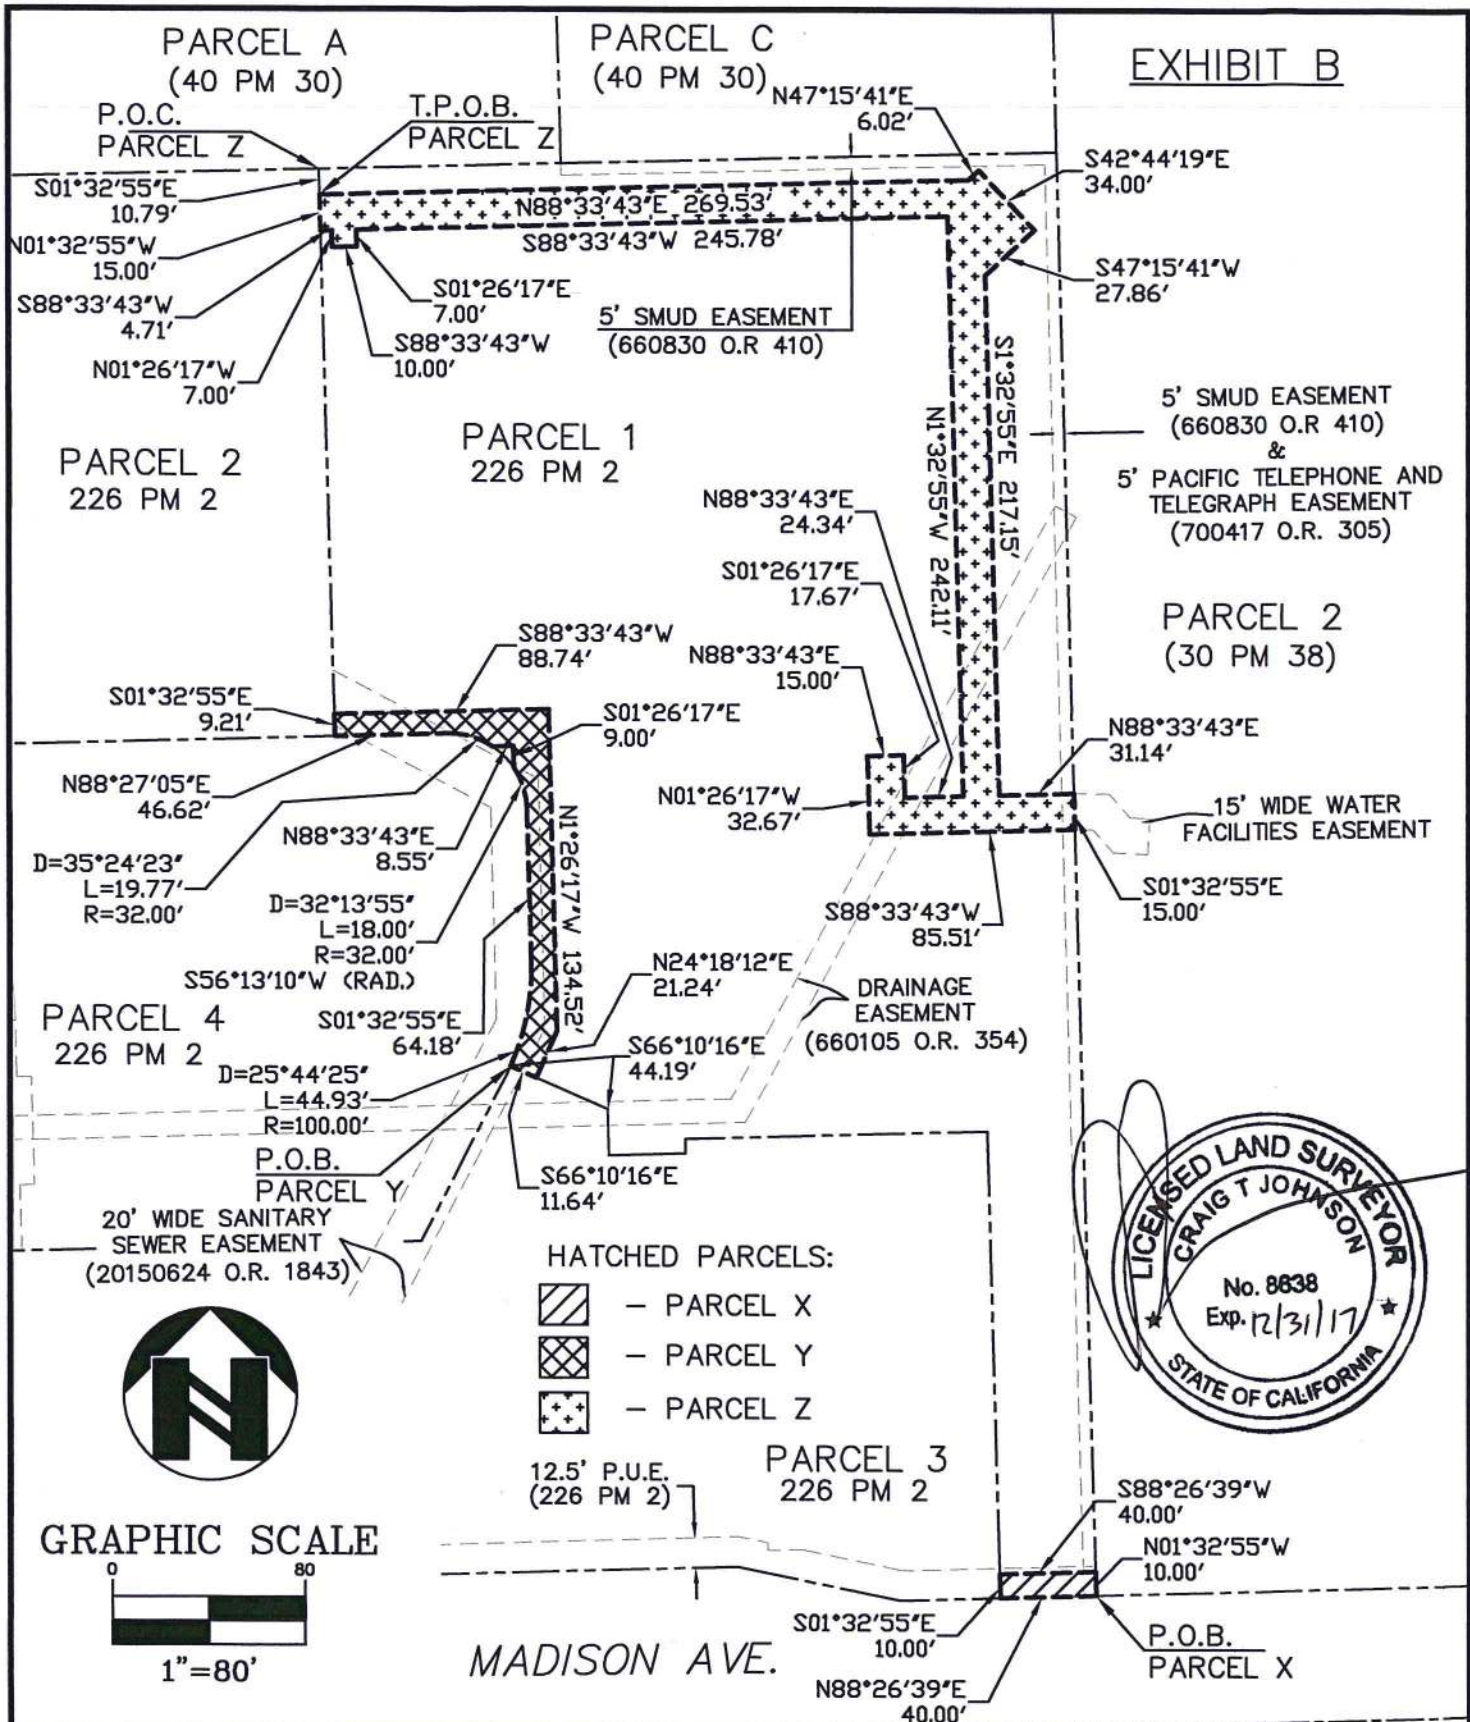 PARCEL A
(40 PM 30)
PARCEL C
(40 PM 30)
EXHIBIT B
P.O.C.
PARCEL Z
T.P.O.B.
PARCEL Z
N47°15'41"E
6.02'
S42°44'19"E
34.00'
S01°32'55"E
10.79'
N88°33'43"E 269.53'
S88°33'43"W 245.78'
N01°32'55"W
15.00'
S47°15'41"W
27.86'
S01°26'17"E
7.00'
S88°33'43"W
4.71'
5' SMUD EASEMENT
(660830 O.R 410)
S88°33'43"W
10.00'
N01°26'17"W
7.00'
S1°32'55"E 217.15'
N1°32'55"W 242.11'
5' SMUD EASEMENT
(660830 O.R 410)
&
5' PACIFIC TELEPHONE AND
TELEGRAPH EASEMENT
(700417 O.R. 305)
PARCEL 2
226 PM 2
PARCEL 1
226 PM 2
N88°33'43"E
24.34'
S01°26'17"E
17.67'
PARCEL 2
(30 PM 38)
S88°33'43"W
88.74'
N88°33'43"E
15.00'
S01°32'55"E
9.21'
S01°26'17"E
9.00'
N88°33'43"E
31.14'
N88°27'05"E
46.62'
N01°26'17"W
32.67'
15' WIDE WATER
FACILITIES EASEMENT
N88°33'43"E
8.55'
N1°26'17"W 134.52'
D=35°24'23"
L=19.77'
R=32.00'
D=32°13'55"
L=18.00'
R=32.00'
S56°13'10"W (RAD.)
S01°32'55"E
15.00'
S88°33'43"W
85.51'
N24°18'12"E
21.24'
DRAINAGE
EASEMENT
(660105 O.R. 354)
PARCEL 4
226 PM 2
S01°32'55"E
64.18'
S66°10'16"E
44.19'
D=25°44'25"
L=44.93'
R=100.00'
P.O.B.
PARCEL Y
S66°10'16"E
11.64'
20' WIDE SANITARY
SEWER EASEMENT
(20150624 O.R. 1843)
LICENSED LAND SURVEYOR
CRAIG T JOHNSON
No. 8638
Exp. 12/31/17
STATE OF CALIFORNIA
HATCHED PARCELS:
- PARCEL X
- PARCEL Y
- PARCEL Z
N
12.5' P.U.E.
(226 PM 2)
PARCEL 3
226 PM 2
S88°26'39"W
40.00'
N01°32'55"W
10.00'
GRAPHIC SCALE
0 80
1"=80'
S01°32'55"E
10.00'
P.O.B.
PARCEL X
MADISON AVE.
N88°26'39"E
40.00'